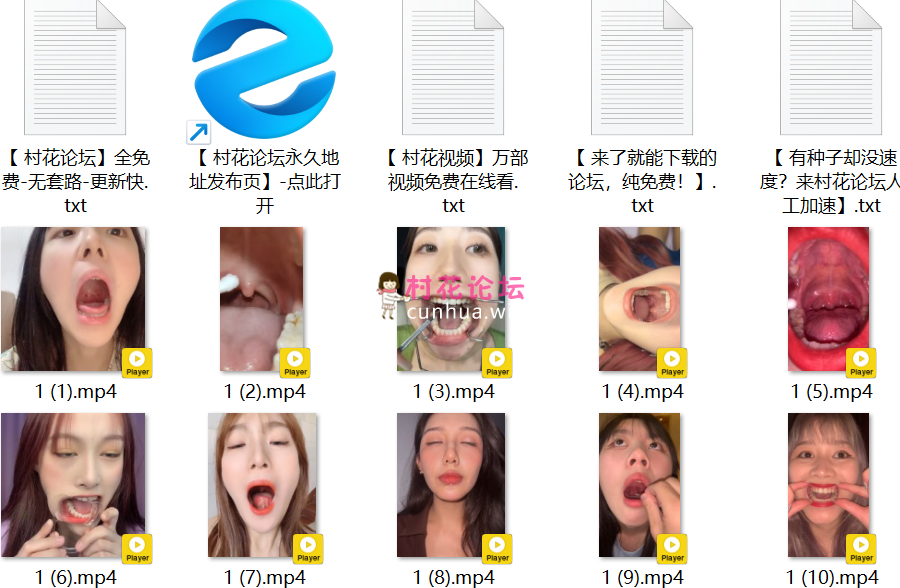 【 村花论坛】全免
费-无套路-更新快.
txt
【 村花论坛永久地
址发布页】-点此打
开
【 村花视频】万部
视频免费在线看.
txt
【 来了就能下载的
论坛，纯免费！】.
txt
【 有种子却没速
度？来村花论坛人
工加速】.txt
村花论坛
cunhua.wi
Player
Player
Player
Player
Player
1 (1).mp4
1 (2).mp4
1 (3).mp4
1 (4).mp4
1 (5).mp4
Player
Player
Player
Player
Player
1 (6).mp4
1 (7).mp4
1 (8).mp4
1 (9).mp4
1 (10).mp4